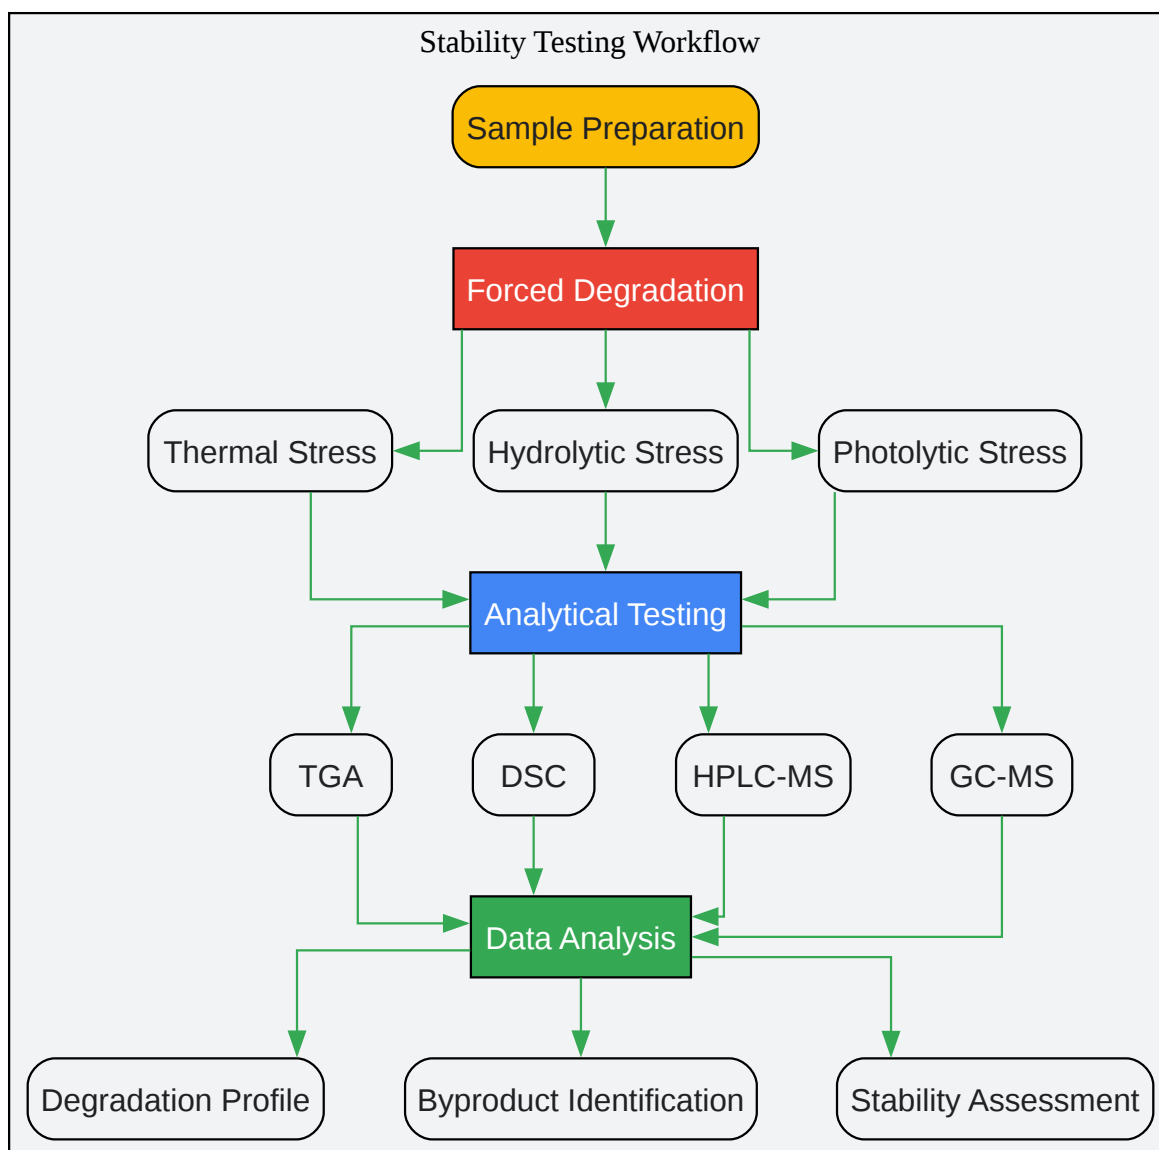 Stability Testing Workflow
Sample Preparation
Forced Degradation
Thermal Stress
Hydrolytic Stress
Photolytic Stress
Analytical Testing
TGA
DSC
HPLC-MS
GC-MS
Data Analysis
Degradation Profile
Byproduct Identification
Stability Assessment